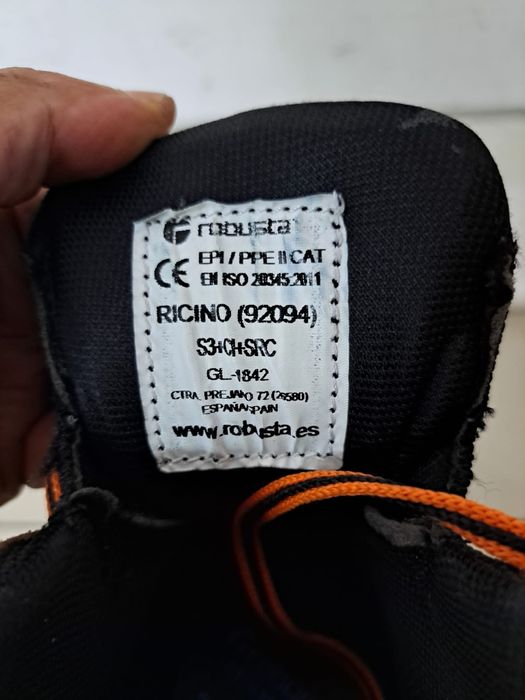 robusta
EPI / PPE II CAT
CE EN ISO 20345:2011
RICINO (92094)
S3+CI+SRC
GL-1842
CTRA. PREJANO 72 (26580)
ESPAÑA/SPAIN
www.robusta.es